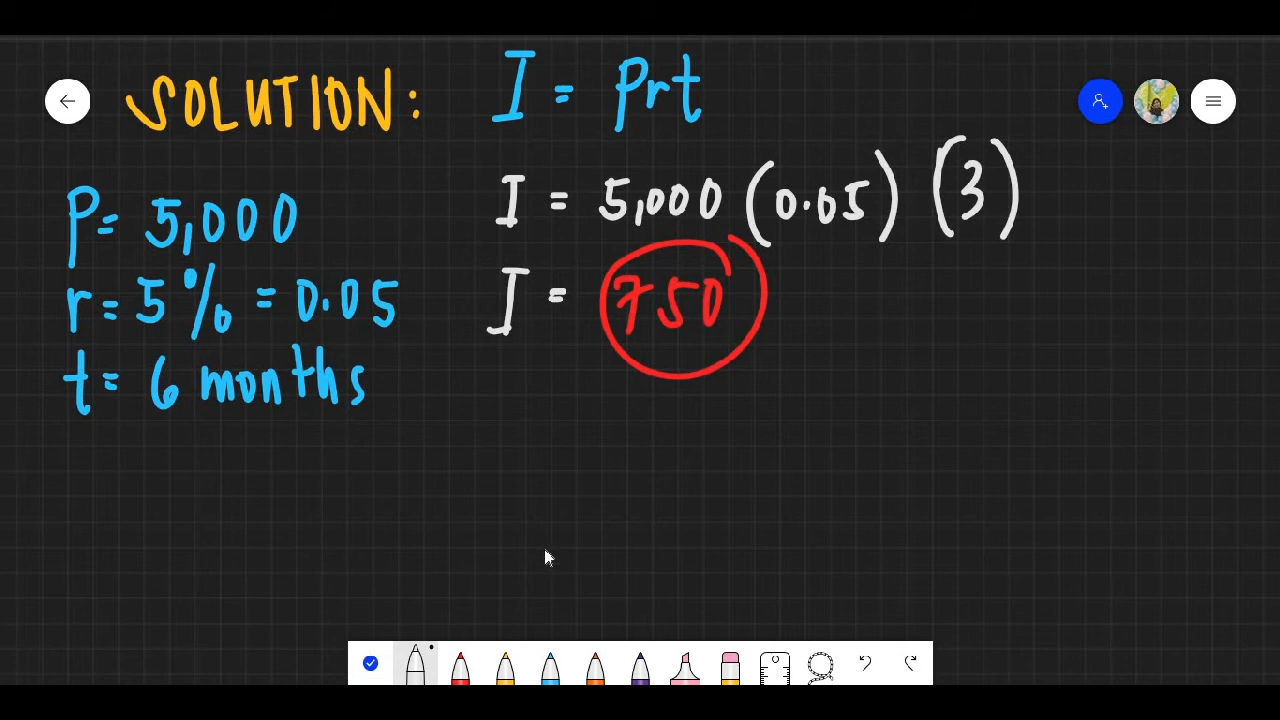 SOLUTION:
I = Prt
P = 5,000
r = 5% = 0.05
t = 6 months
I = 5,000 (0.05) (3)
I = 750